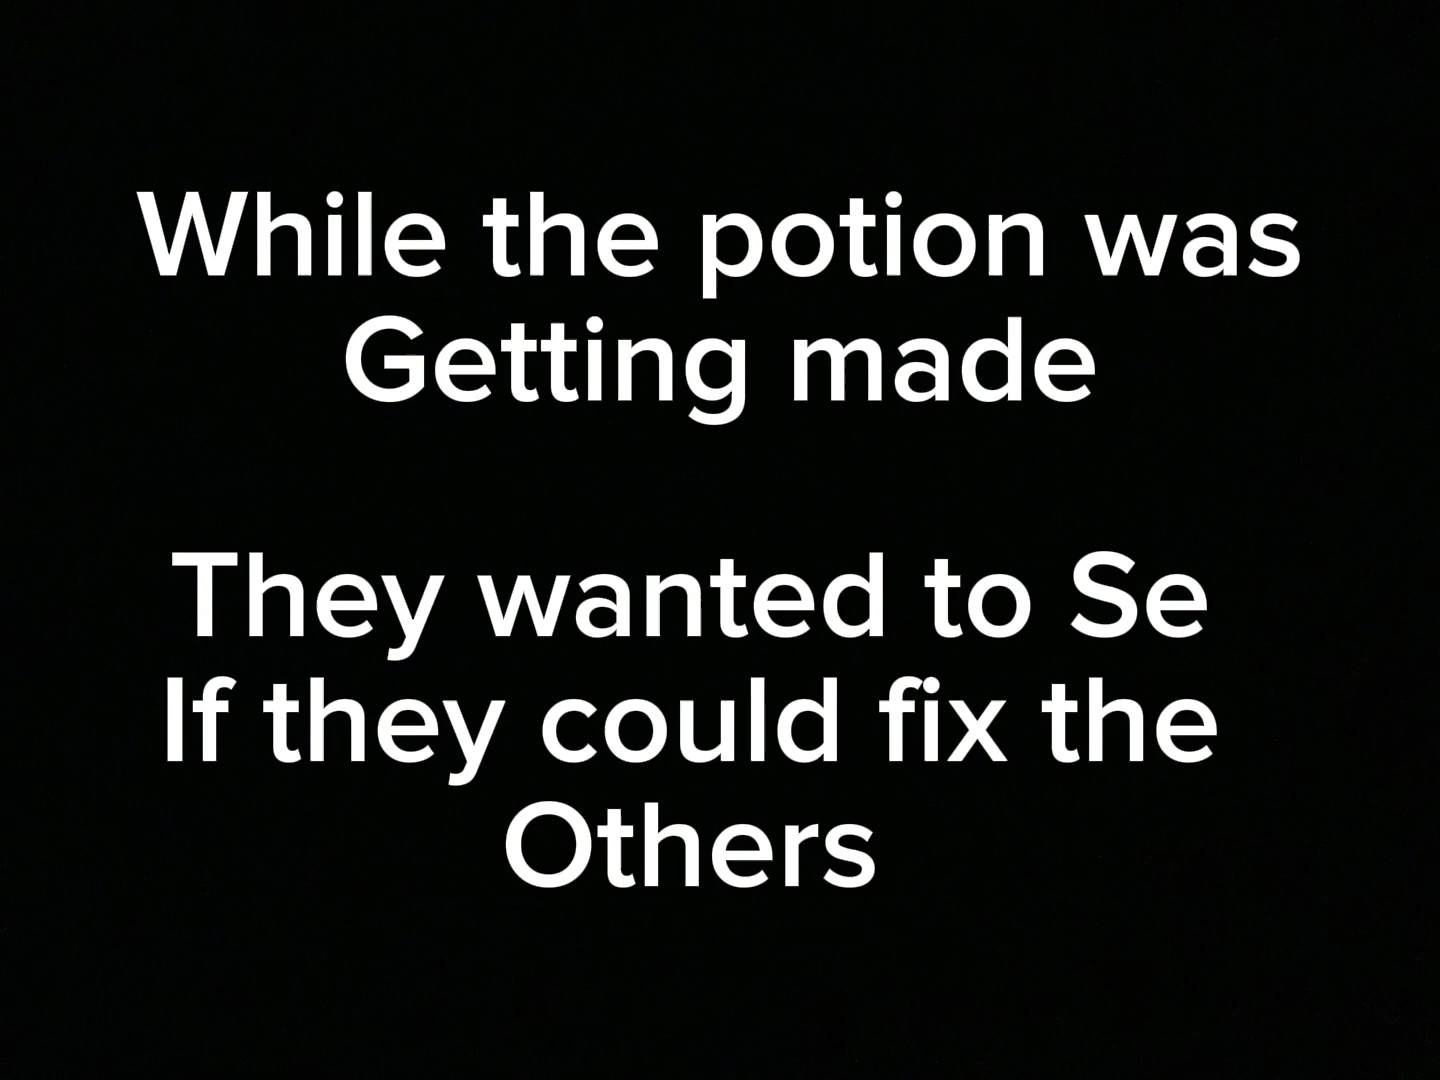 While the potion was
Getting made
They wanted to Se
If they could fix the
Others